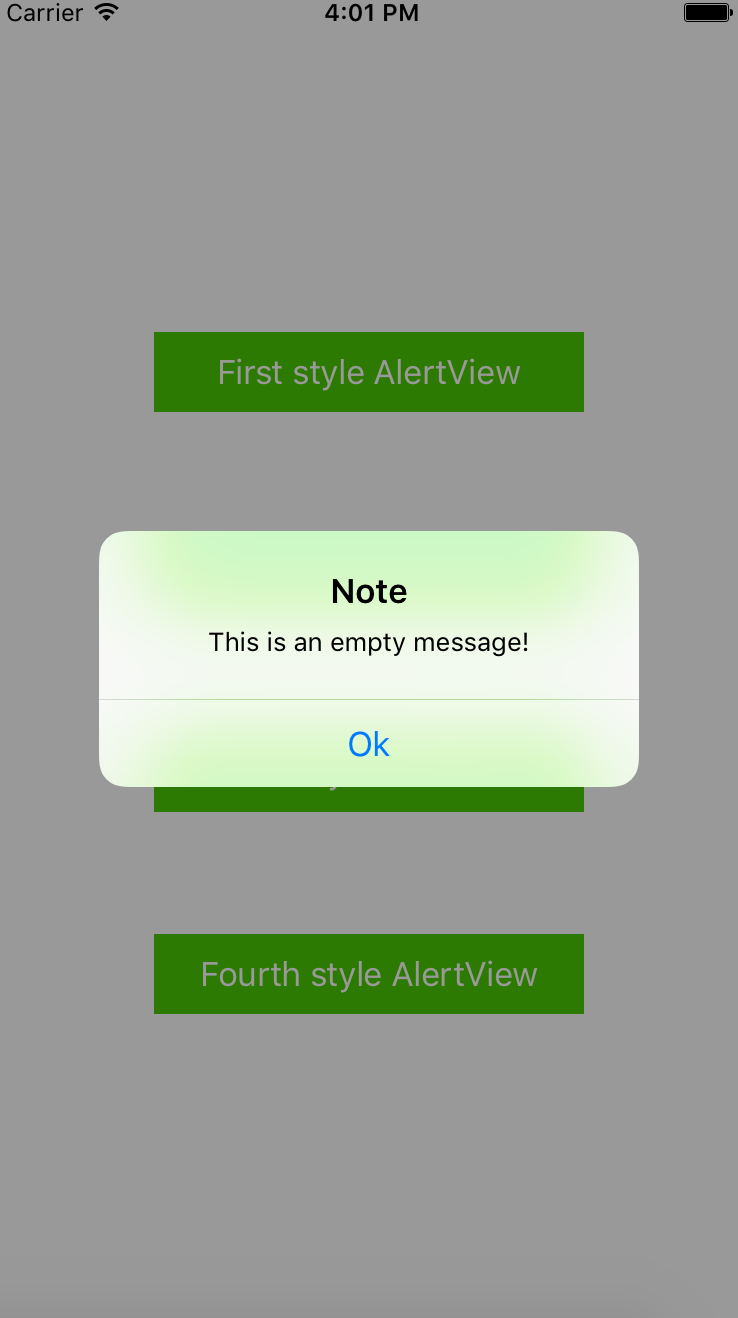 Carrier 4:01 PM
First style AlertView
Note
This is an empty message!
Ok
Fourth style AlertView